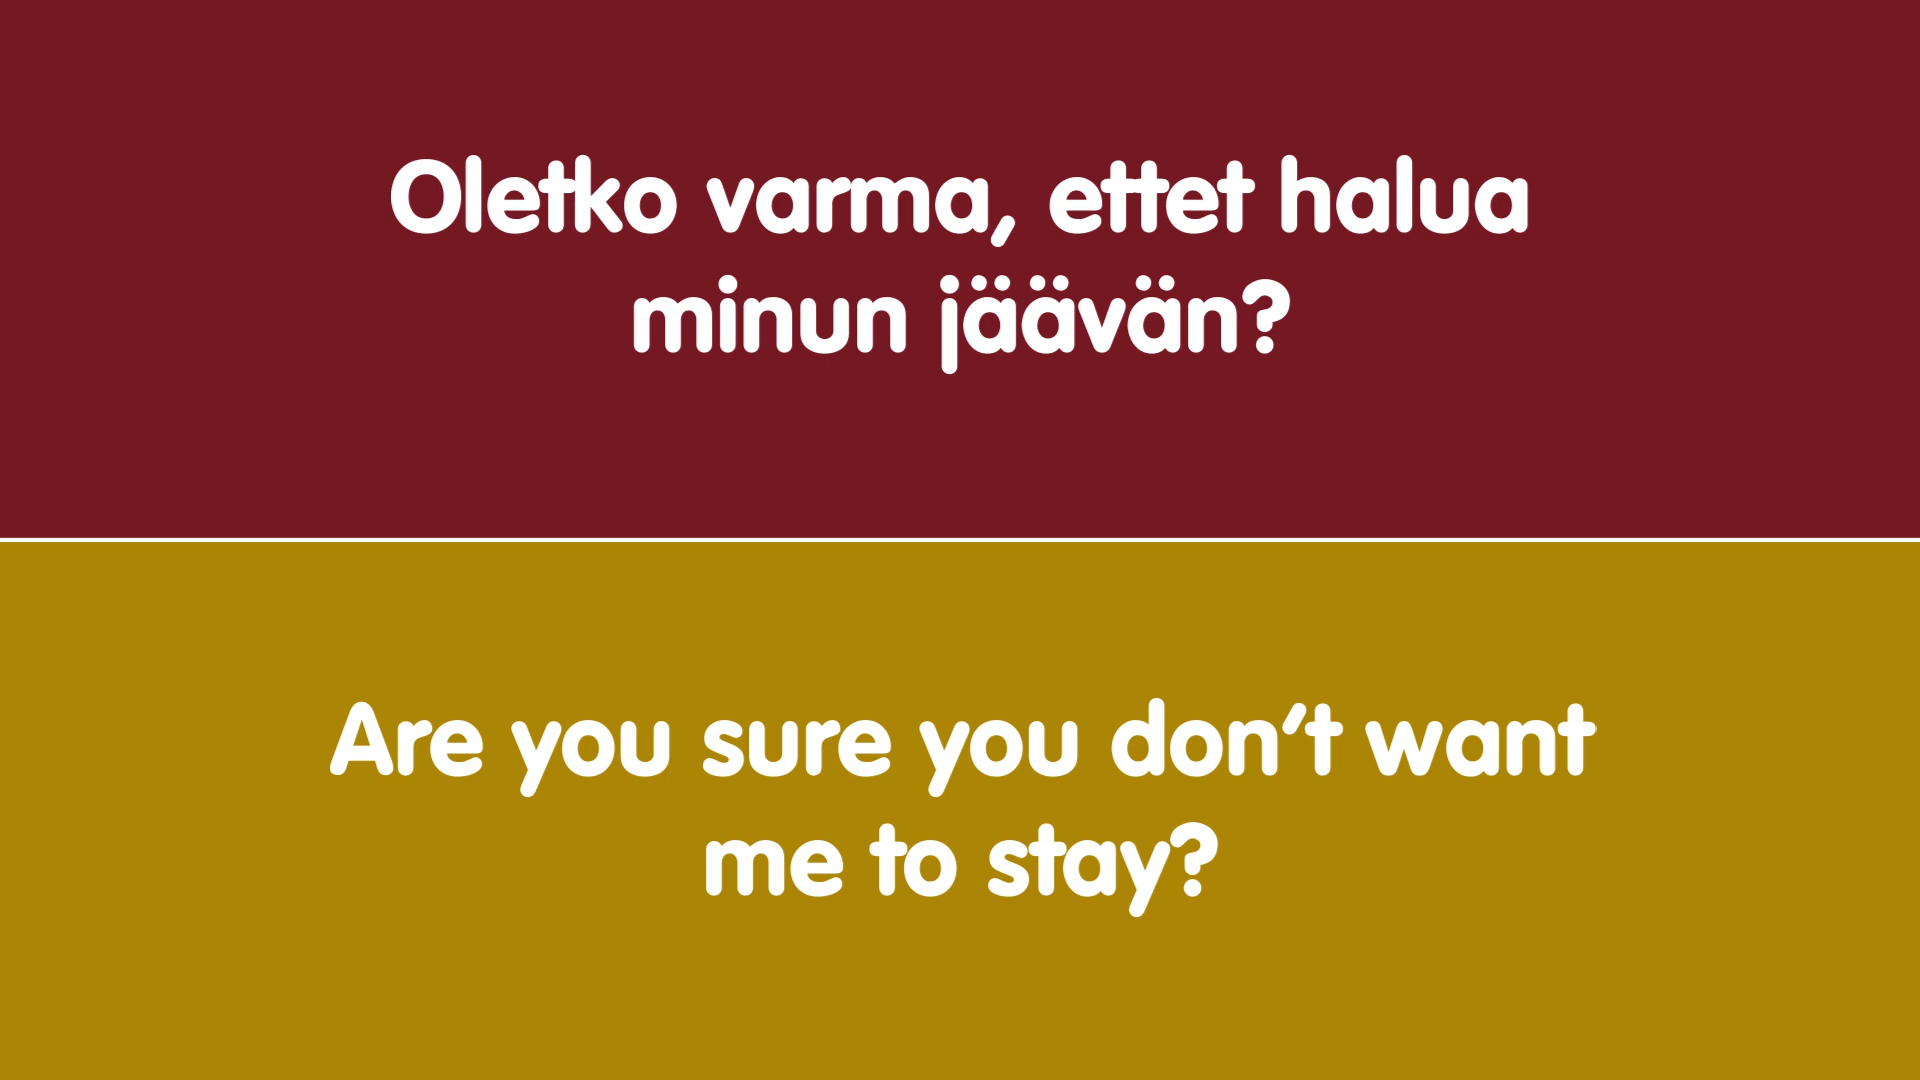 Oletko varma, ettet halua
minun jäävän?
Are you sure you don't want
me to stay?